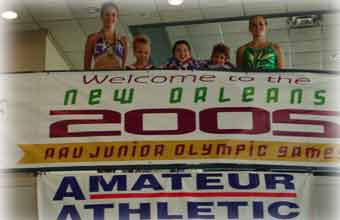 Welcome to the
NEW ORLEANS
2005
AAU JUNIOR OLYMPIC GAMES
AMATEUR
ATHLETIC